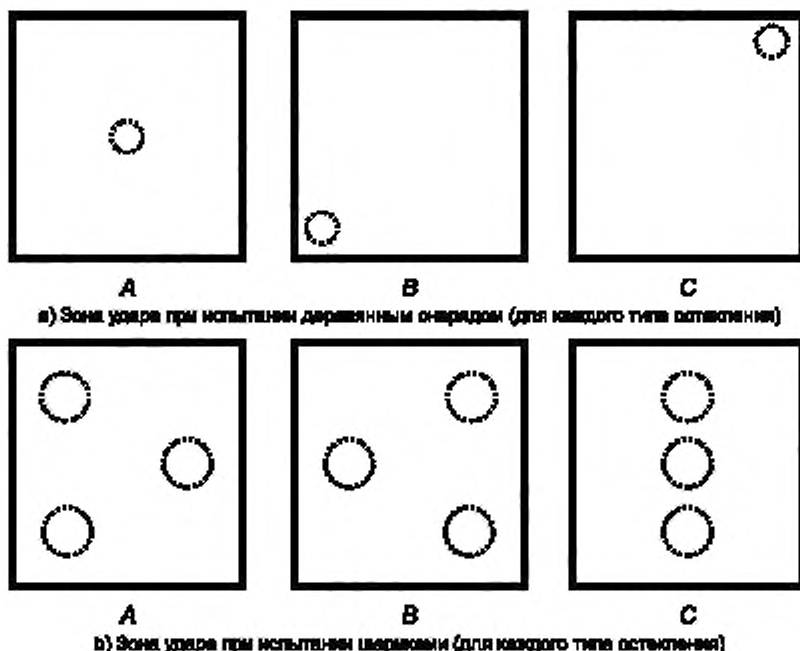 A B C
a) Зона удара при испытании деревянным снарядом (для каждого типа остекления)
A B C
b) Зона удара при испытании шариками (для каждого типа остекления)